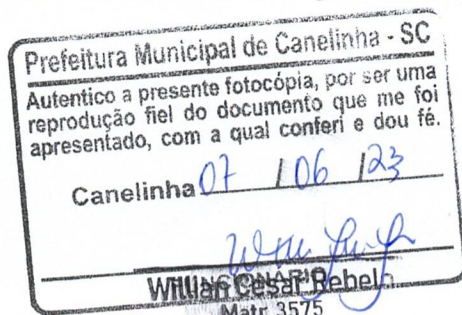 Prefeitura Municipal de Canelinha - SC
Autentico a presente fotocópia, por ser uma
reprodução fiel do documento que me foi
apresentado, com a qual conferi e dou fé.
Canelinha 07 / 06 / 23
Willian Cesar Rebelo
Matr 3575